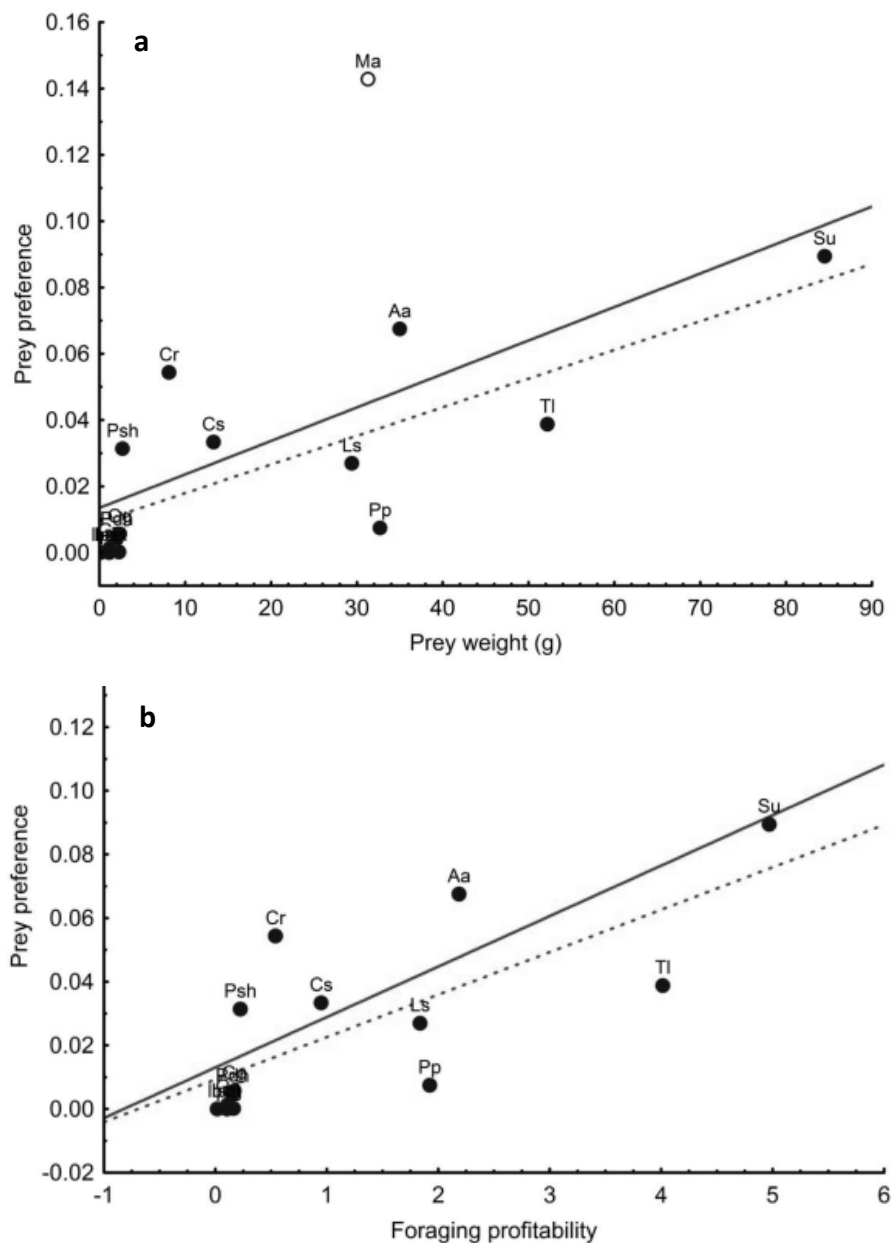 a
0.16
Ma
0.14
0.12
0.10
Su
0.08
Aa
Cr
0.06
Tl
0.04
Cs
Psh
Ls
0.02
Pp
0.00
Prey preference
0 10 20 30 40 50 60 70 80 90
Prey weight (g)
b
0.12
0.10
Su
0.08
Aa
0.06
Cr
Tl
0.04
Psh
Cs
Ls
0.02
Pp
0.00
-0.02
Prey preference
-1 0 1 2 3 4 5 6
Foraging profitability